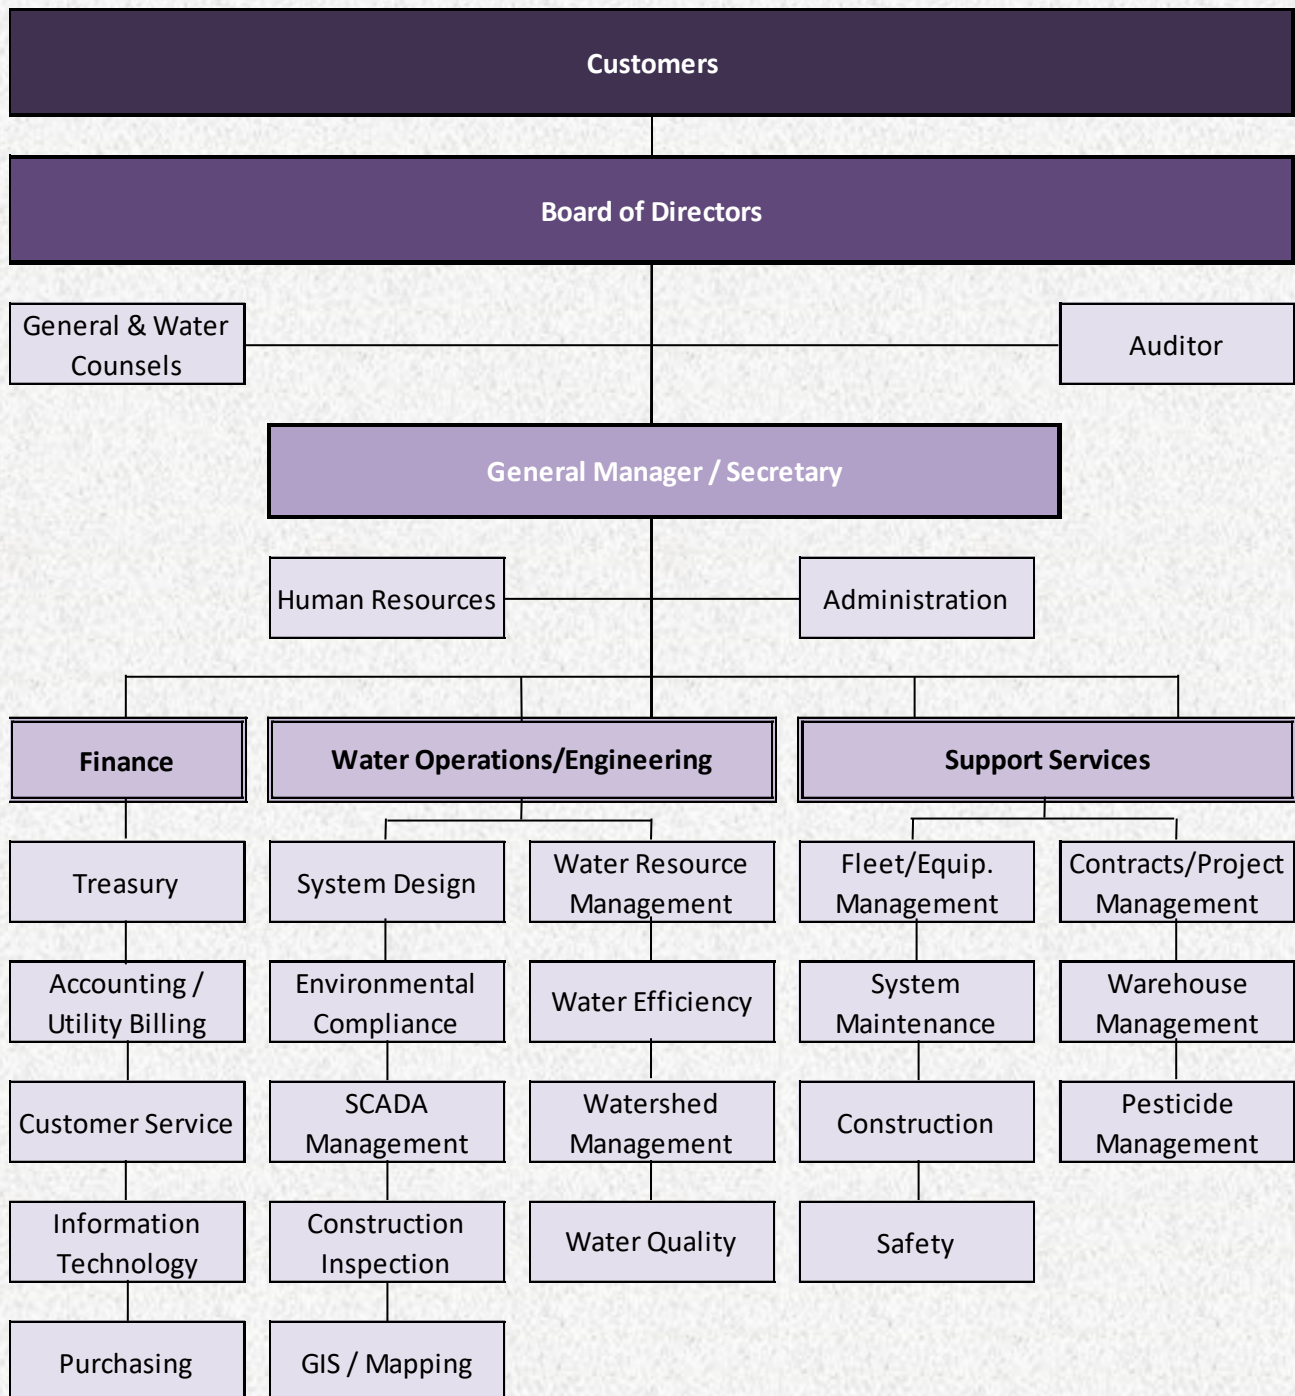 Customers
Board of Directors
General & Water
Counsels
Auditor
General Manager / Secretary
Human Resources
Administration
Finance
Water Operations/Engineering
Support Services
Treasury
System Design
Water Resource
Management
Fleet/Equip.
Management
Contracts/Project
Management
Accounting /
Utility Billing
Environmental
Compliance
Water Efficiency
System
Maintenance
Warehouse
Management
Customer Service
SCADA
Management
Watershed
Management
Construction
Pesticide
Management
Information
Technology
Construction
Inspection
Water Quality
Safety
Purchasing
GIS / Mapping